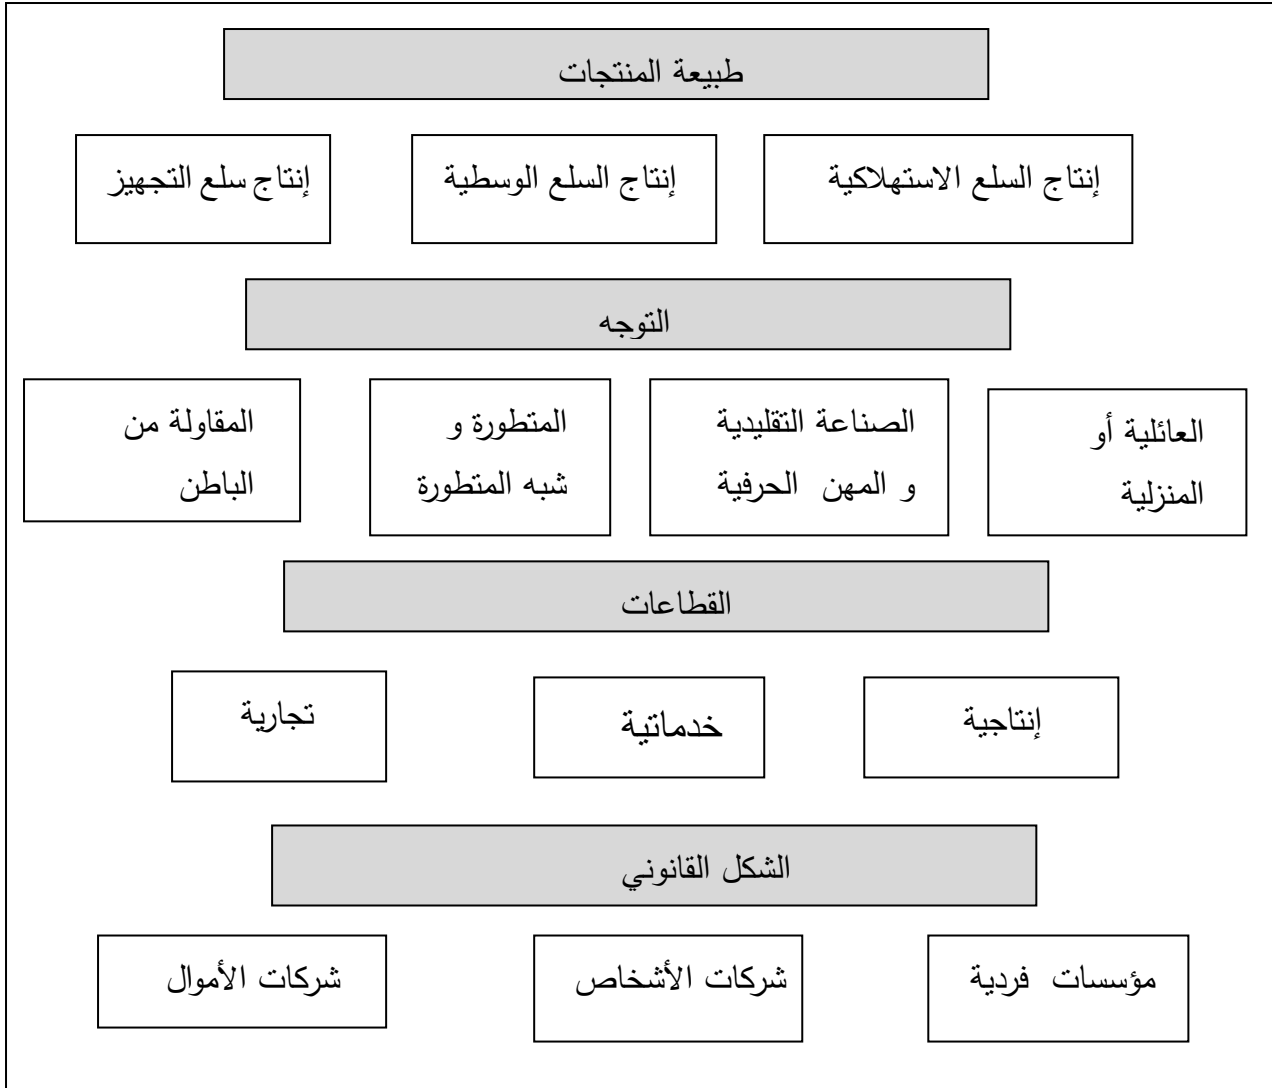 طبيعة المنتجات
إنتاج السلع الاستهلاكية
إنتاج السلع الوسطية
إنتاج سلع التجهيز
التوجه
العائلية أو
المنزلية
الصناعة التقليدية
و المهن الحرفية
المتطورة و
شبه المتطورة
المقاولة من
الباطن
القطاعات
إنتاجية
خدماتية
تجارية
الشكل القانوني
مؤسسات فردية
شركات الأشخاص
شركات الأموال